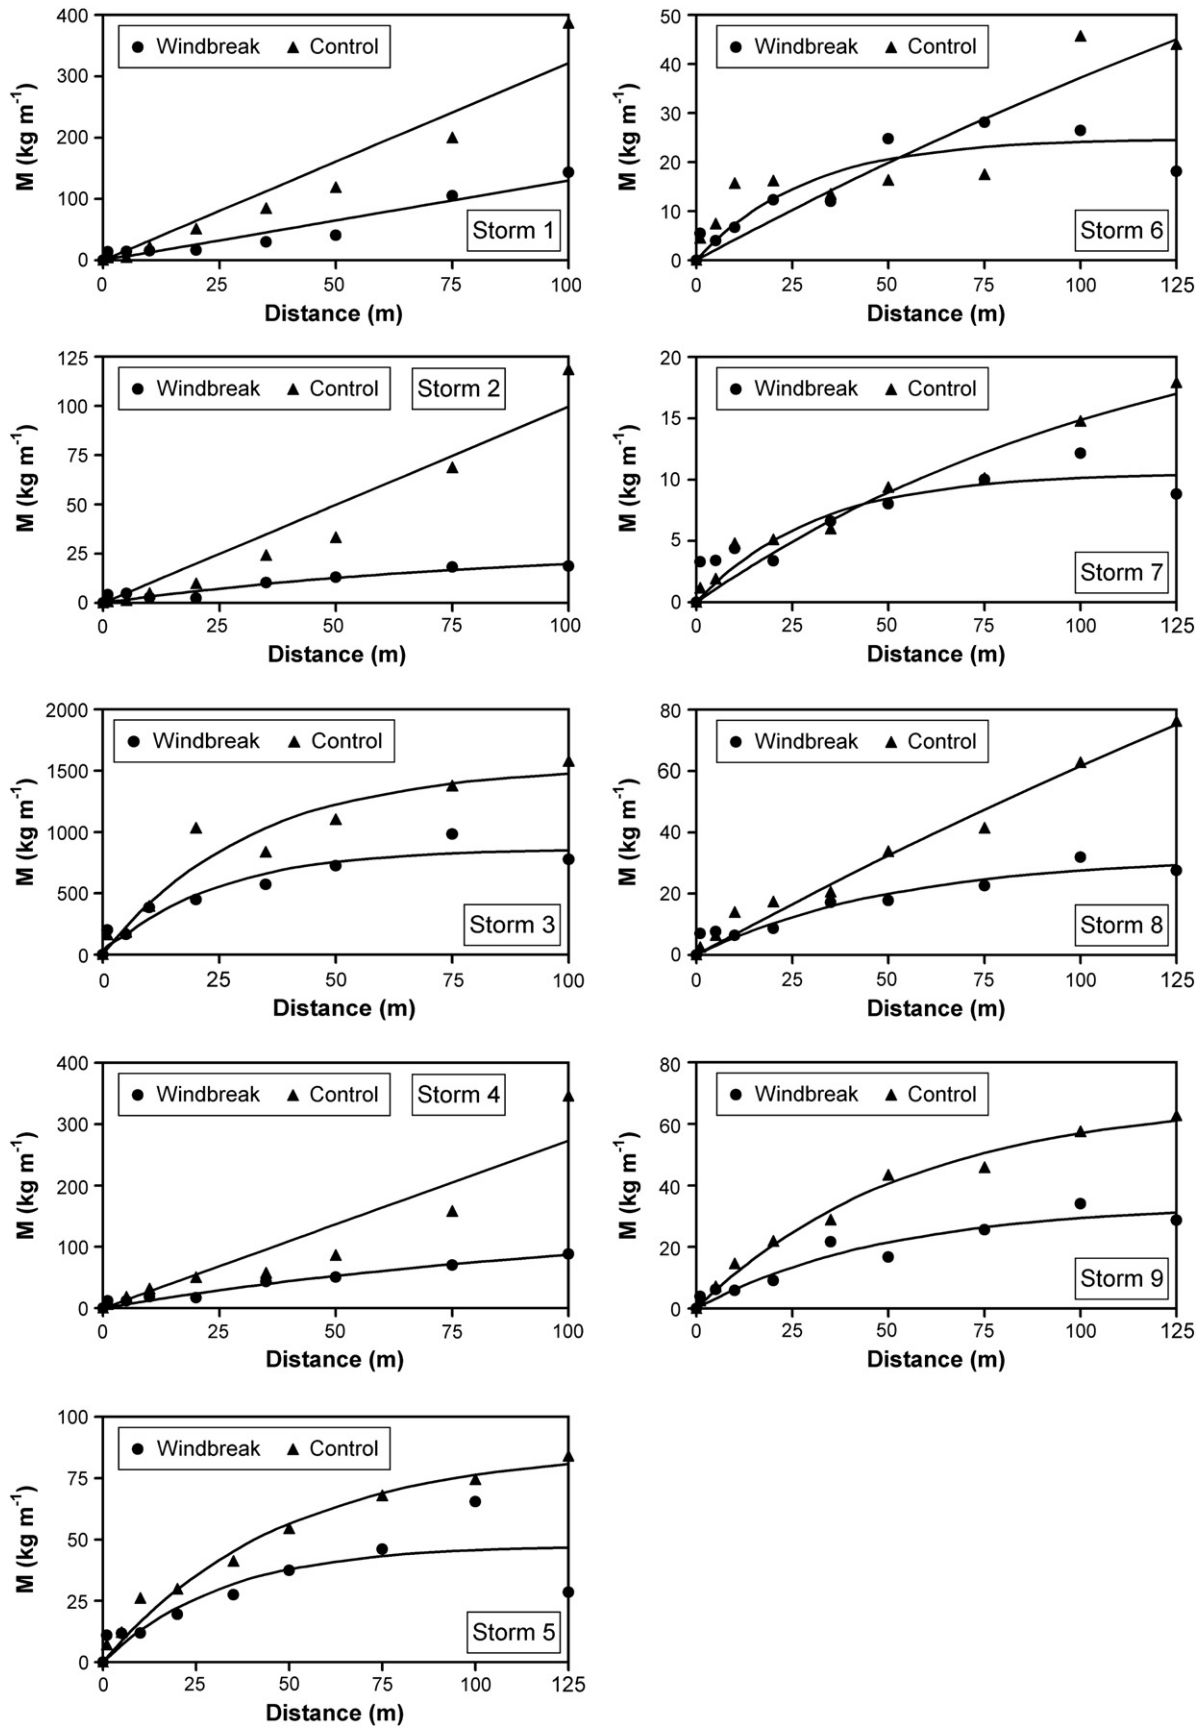 400
300
200
100
0
M (kg m-1)
Windbreak Control
Storm 1
0 25 50 75 100
Distance (m)
50
40
30
20
10
0
M (kg m-1)
Windbreak Control
Storm 6
0 25 50 75 100 125
Distance (m)
125
100
75
50
25
0
M (kg m-1)
Windbreak Control
Storm 2
0 25 50 75 100
Distance (m)
20
15
10
5
0
M (kg m-1)
Windbreak Control
Storm 7
0 25 50 75 100 125
Distance (m)
2000
1500
1000
500
0
M (kg m-1)
Windbreak Control
Storm 3
0 25 50 75 100
Distance (m)
80
60
40
20
0
M (kg m-1)
Windbreak Control
Storm 8
0 25 50 75 100 125
Distance (m)
400
300
200
100
0
M (kg m-1)
Windbreak Control
Storm 4
0 25 50 75 100
Distance (m)
80
60
40
20
0
M (kg m-1)
Windbreak Control
Storm 9
0 25 50 75 100 125
Distance (m)
100
75
50
25
0
M (kg m-1)
Windbreak Control
Storm 5
0 25 50 75 100 125
Distance (m)